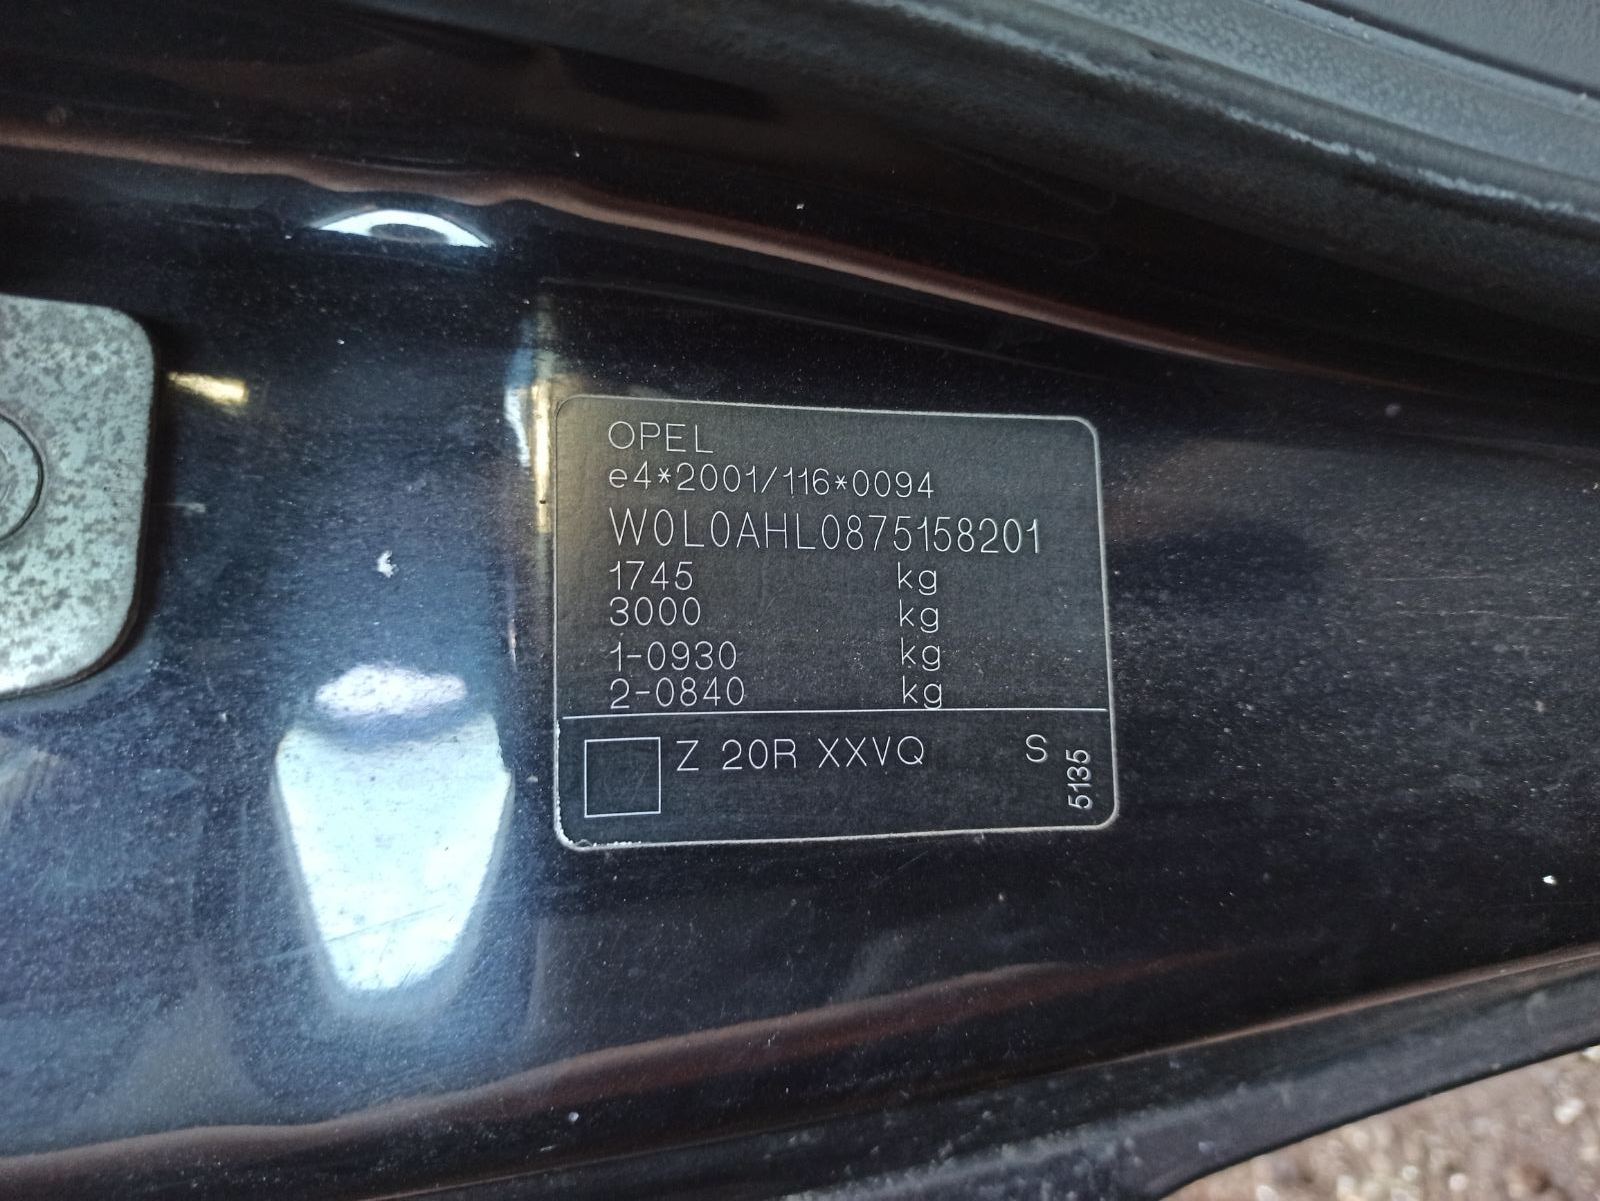 OPEL
e4*2001/116*0094
W0L0AHL0875158201
1745 kg
3000 kg
1-0930 kg
2-0840 kg
Z 20R XXVQ S
5135